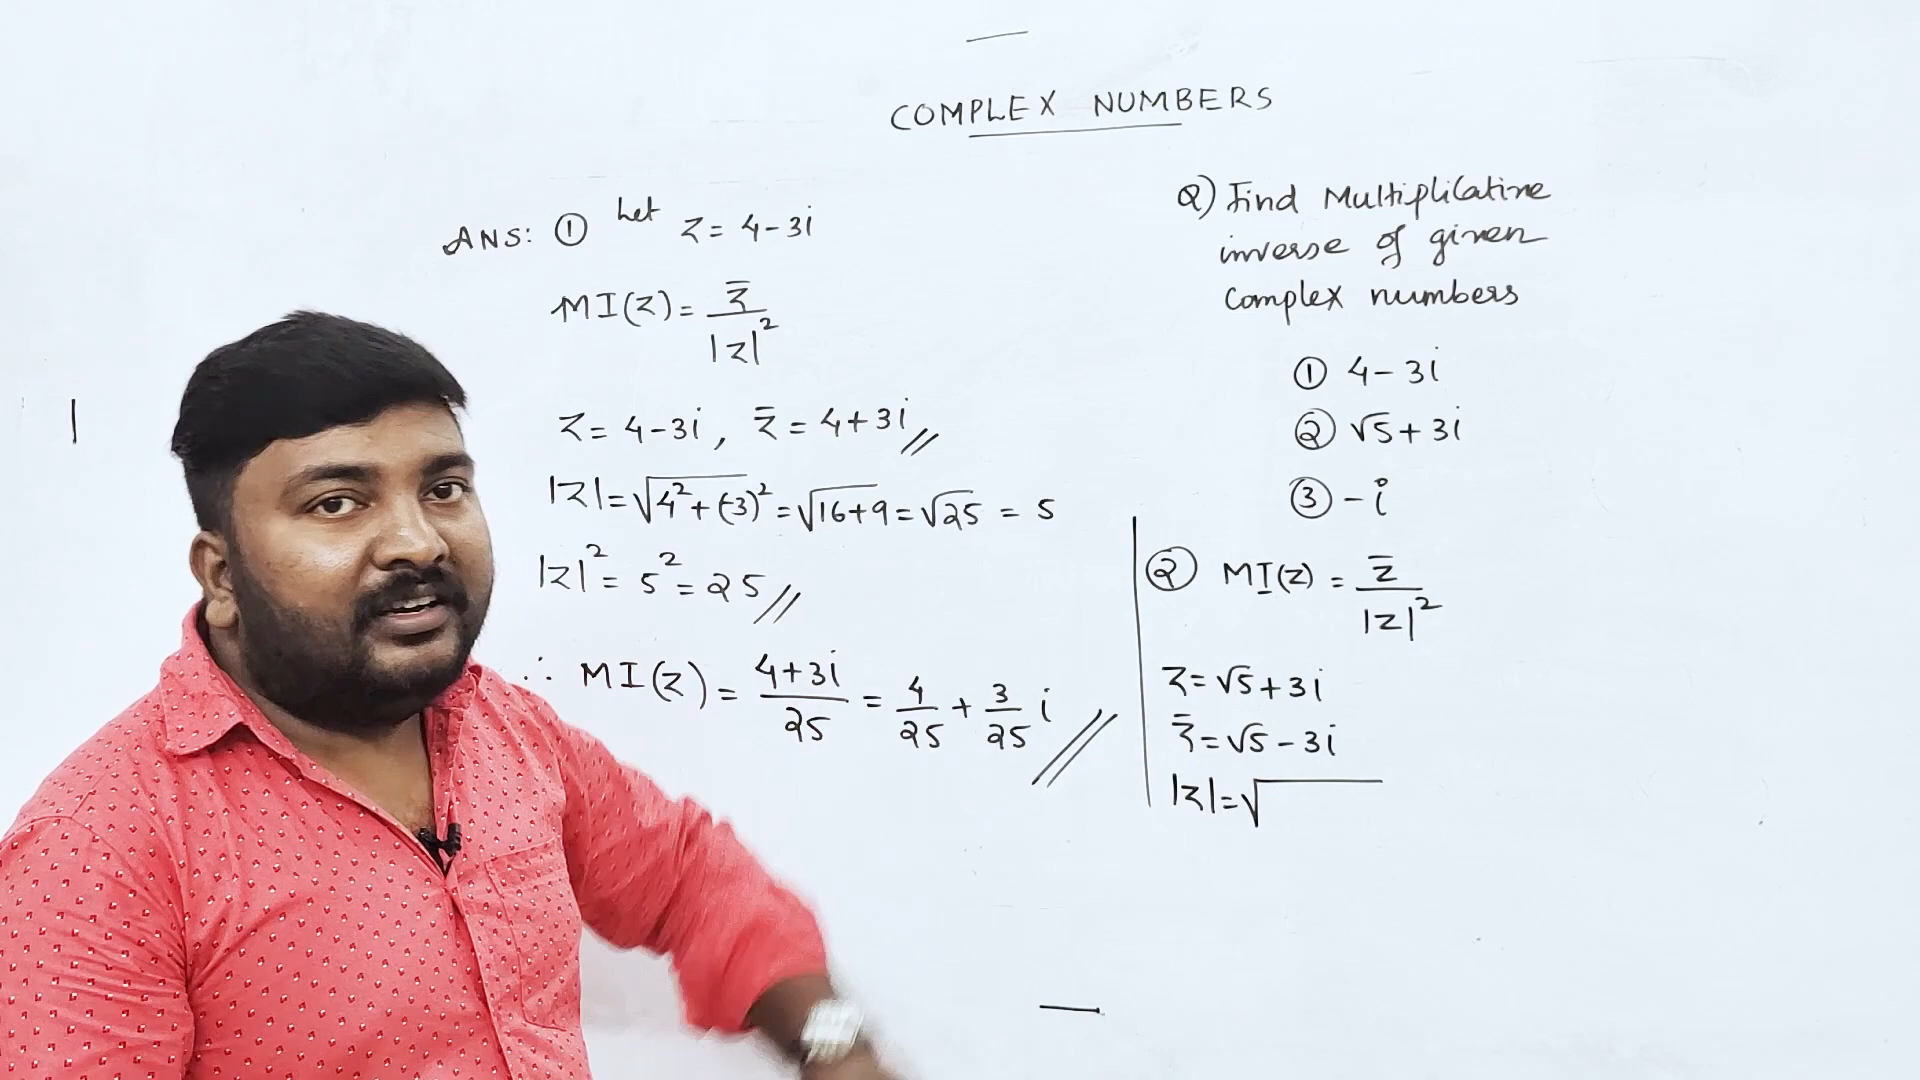 COMPLEX NUMBERS
ANS: ① Let z = 4-3i
MI(z) = z̄ / |z|²
z = 4-3i, z̄ = 4+3i //
|z| = √4²+(-3)² = √16+9 = √25 = 5
|z|² = 5² = 25 //
∴ MI(z) = 4+3i / 25 = 4/25 + 3/25 i //
Q) Find Multiplicative
inverse of given
complex numbers
① 4-3i
② √5+3i
③ -i
② MI(z) = z̄ / |z|²
z = √5+3i
z̄ = √5-3i
|z| = √